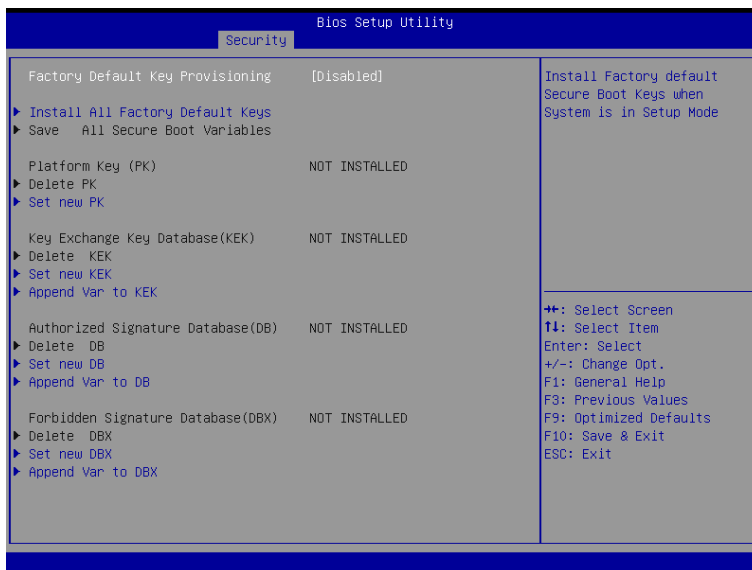 Bios Setup Utility
Security
Factory Default Key Provisioning [Disabled]
Install All Factory Default Keys
Save All Secure Boot Variables
Platform Key (PK) NOT INSTALLED
Delete PK
Set new PK
Key Exchange Key Database(KEK) NOT INSTALLED
Delete KEK
Set new KEK
Append Var to KEK
Authorized Signature Database(DB) NOT INSTALLED
Delete DB
Set new DB
Append Var to DB
Forbidden Signature Database(DBX) NOT INSTALLED
Delete DBX
Set new DBX
Append Var to DBX
Install Factory default
Secure Boot Keys when
System is in Setup Mode
→←: Select Screen
↑↓: Select Item
Enter: Select
+/-: Change Opt.
F1: General Help
F3: Previous Values
F9: Optimized Defaults
F10: Save & Exit
ESC: Exit